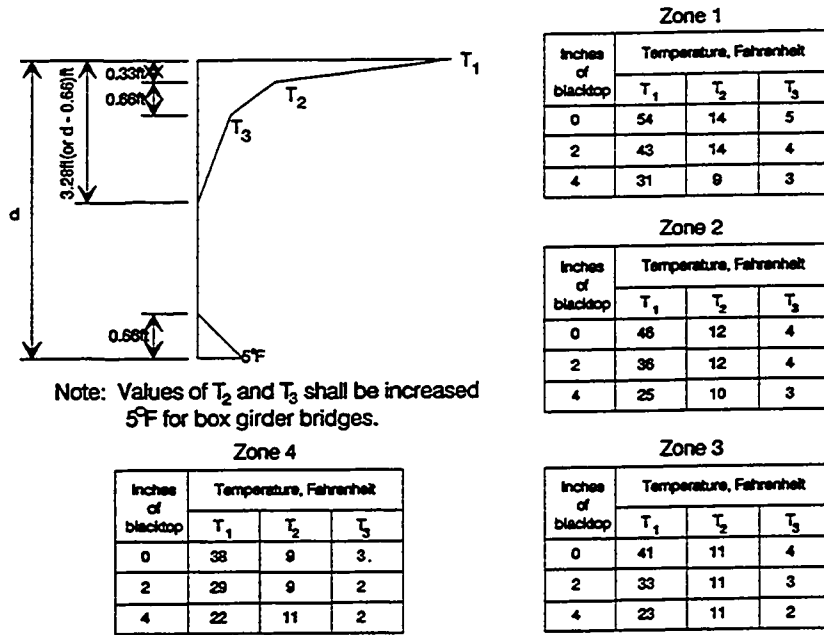 T1
0.33ft
0.66ft
T2
T3
3.28ft(or d - 0.66)ft
d
0.66ft
5°F
Note: Values of T2 and T3 shall be increased
5°F for box girder bridges.
Zone 1
Inches of blacktop Temperature, Fahrenheit
T1 T2 T3
0 54 14 5
2 43 14 4
4 31 9 3
Zone 2
Inches of blacktop Temperature, Fahrenheit
T1 T2 T3
0 46 12 4
2 36 12 4
4 25 10 3
Zone 4
Inches of blacktop Temperature, Fahrenheit
T1 T2 T3
0 38 9 3.
2 29 9 2
4 22 11 2
Zone 3
Inches of blacktop Temperature, Fahrenheit
T1 T2 T3
0 41 11 4
2 33 11 3
4 23 11 2